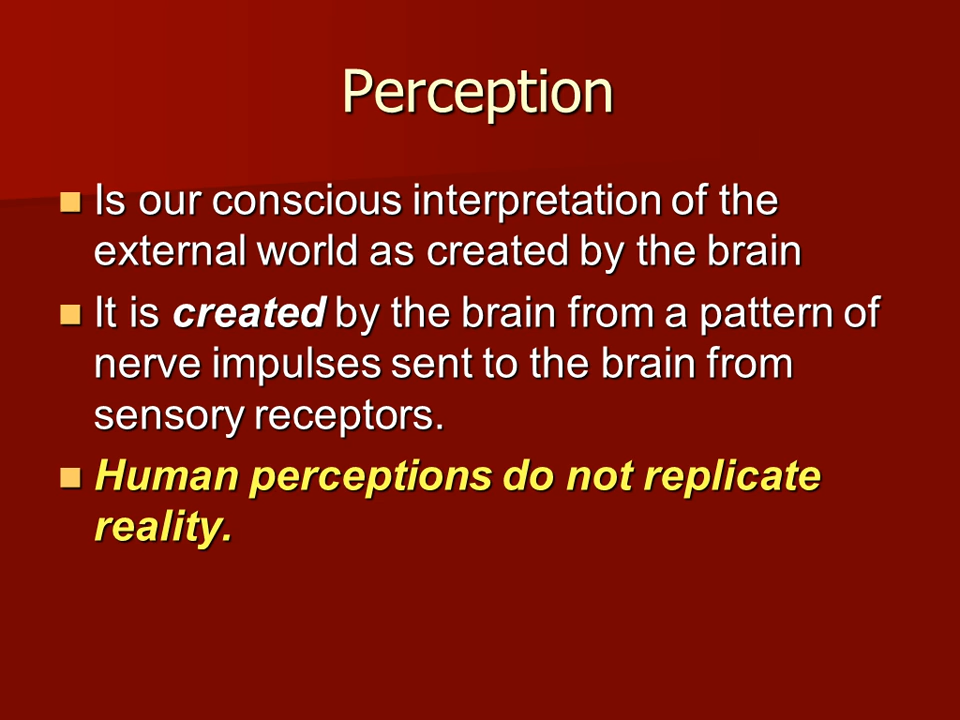 Perception
Is our conscious interpretation of the
external world as created by the brain
It is created by the brain from a pattern of
nerve impulses sent to the brain from
sensory receptors.
Human perceptions do not replicate
reality.